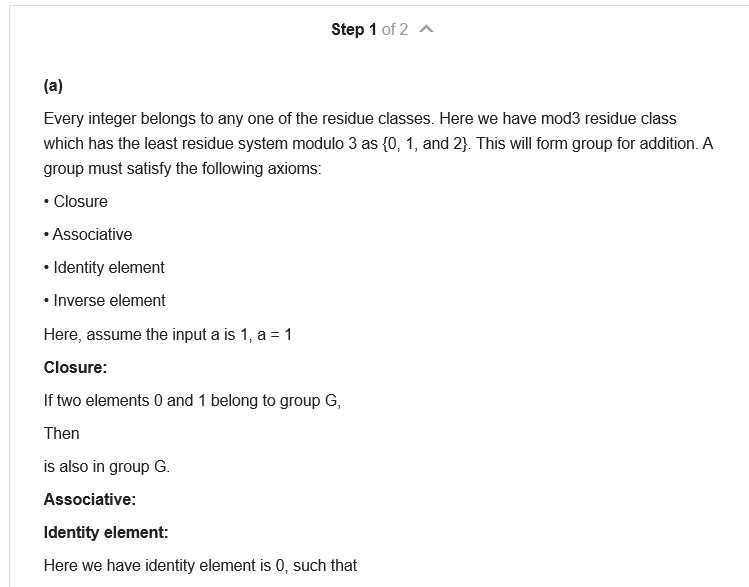 Step 1 of 2
(a)
Every integer belongs to any one of the residue classes. Here we have mod3 residue class
which has the least residue system modulo 3 as {0, 1, and 2}. This will form group for addition. A
group must satisfy the following axioms:
• Closure
• Associative
• Identity element
• Inverse element
Here, assume the input a is 1, a = 1
Closure:
If two elements 0 and 1 belong to group G,
Then
is also in group G.
Associative:
Identity element:
Here we have identity element is 0, such that